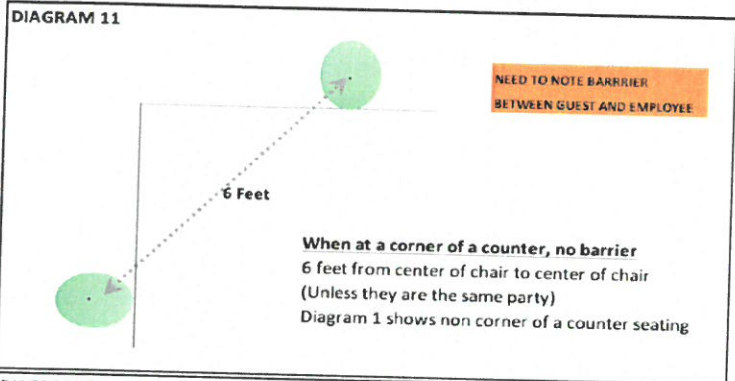 DIAGRAM 11
NEED TO NOTE BARRRIER
BETWEEN GUEST AND EMPLOYEE
6 Feet
When at a corner of a counter, no barrier
6 feet from center of chair to center of chair
(Unless they are the same party)
Diagram 1 shows non corner of a counter seating